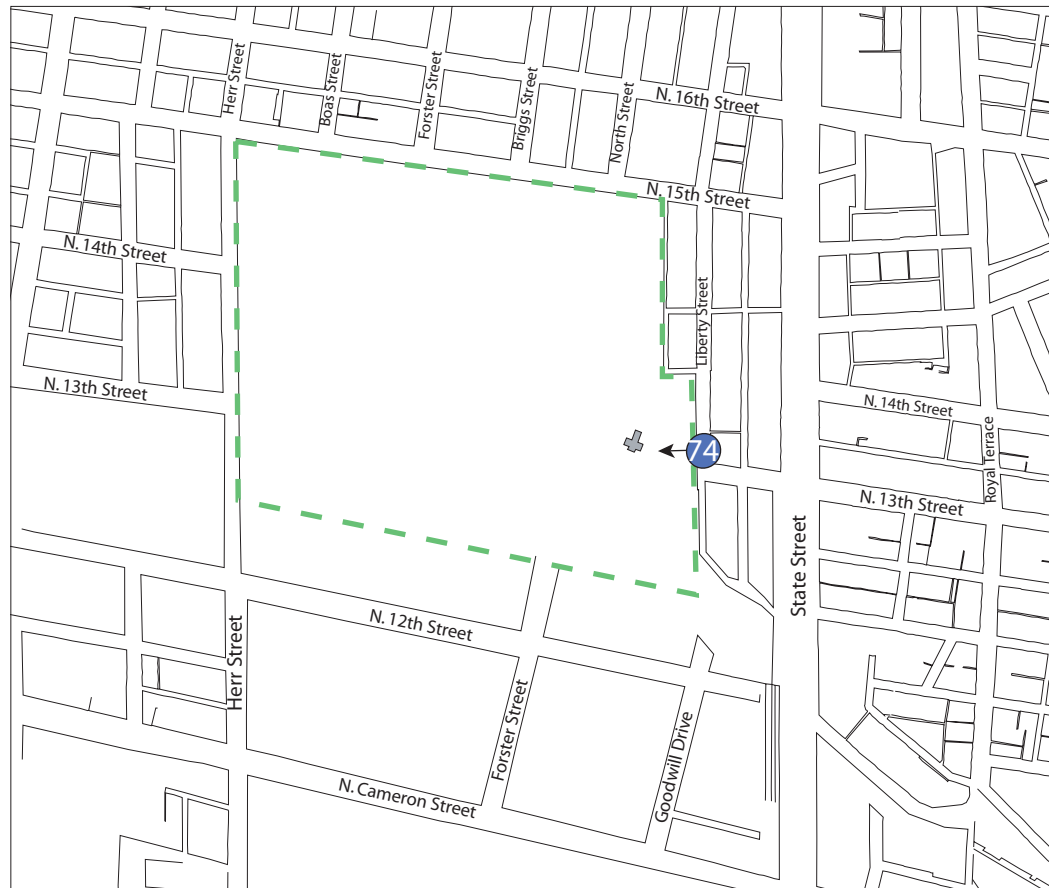 N. 16th Street
Herr Street
Boas Street
Forster Street
Briggs Street
North Street
N. 15th Street
N. 14th Street
Liberty Street
N. 13th Street
N. 14th Street
Royal Terrace
74
N. 13th Street
State Street
N. 12th Street
Herr Street
Forster Street
Goodwill Drive
N. Cameron Street